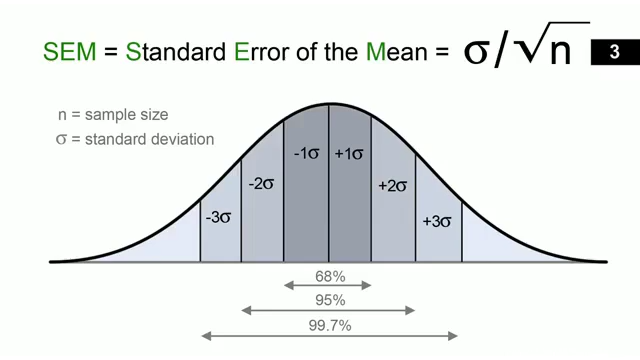 SEM = Standard Error of the Mean = σ/√n
3
n = sample size
σ = standard deviation
-1σ +1σ
-2σ +2σ
-3σ +3σ
68%
95%
99.7%